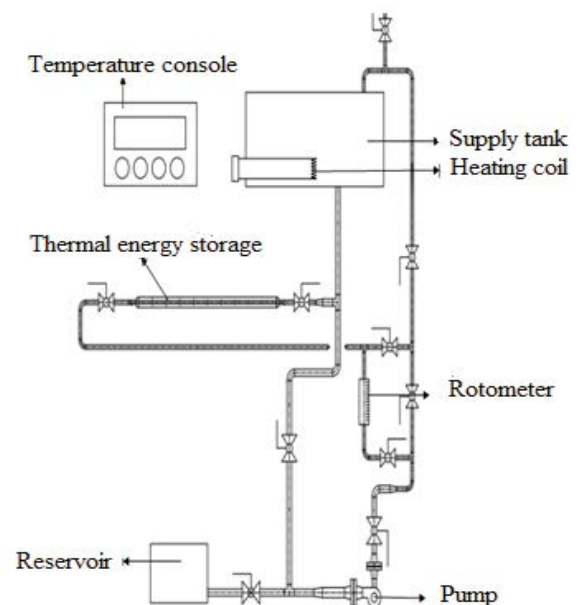 Temperature console
Supply tank
Heating coil
Thermal energy storage
Rotometer
Reservoir
Pump